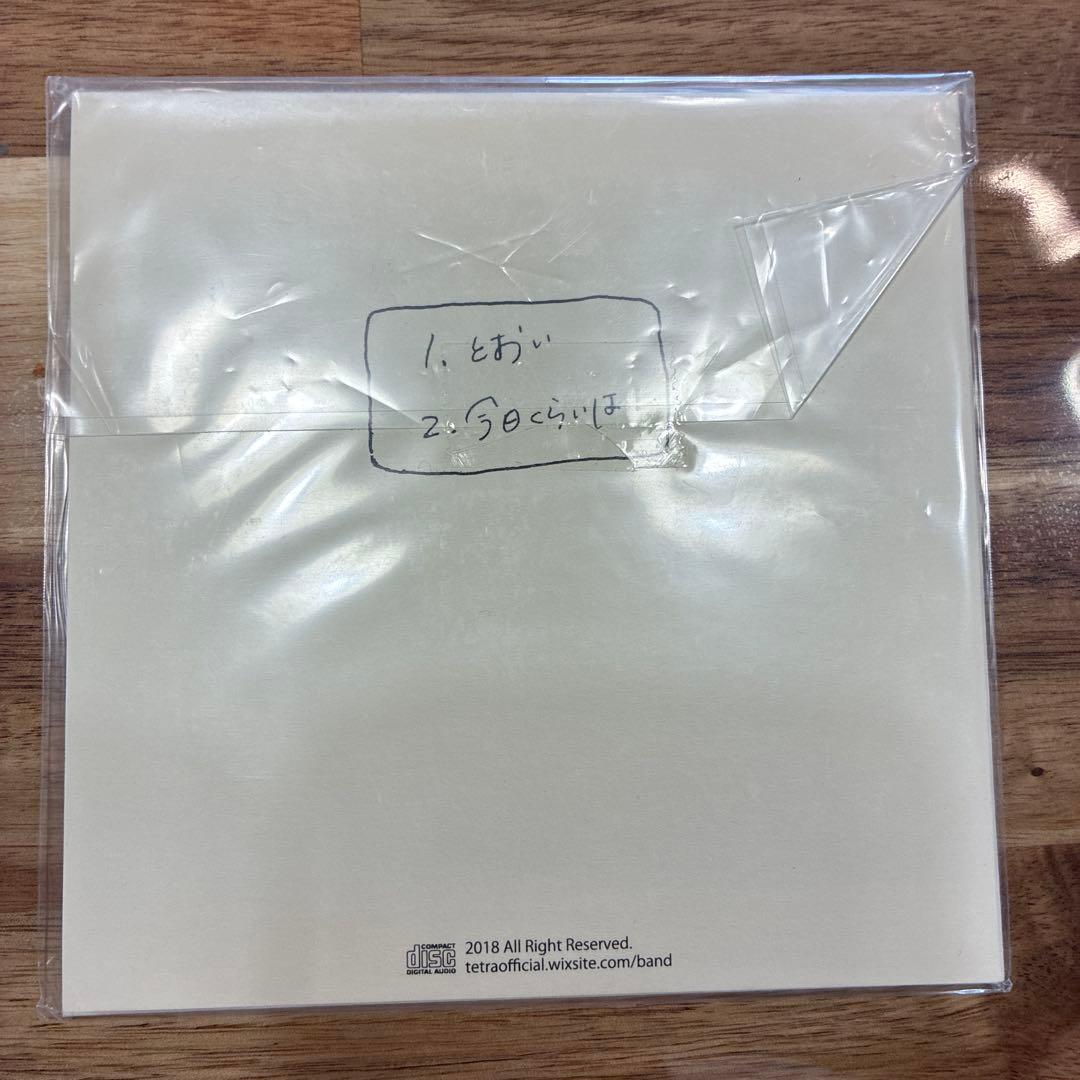 1. とおい
2. 今日くらいは
COMPACT
disc
DIGITAL AUDIO
2018 All Right Reserved.
tetraofficial.wixsite.com/band